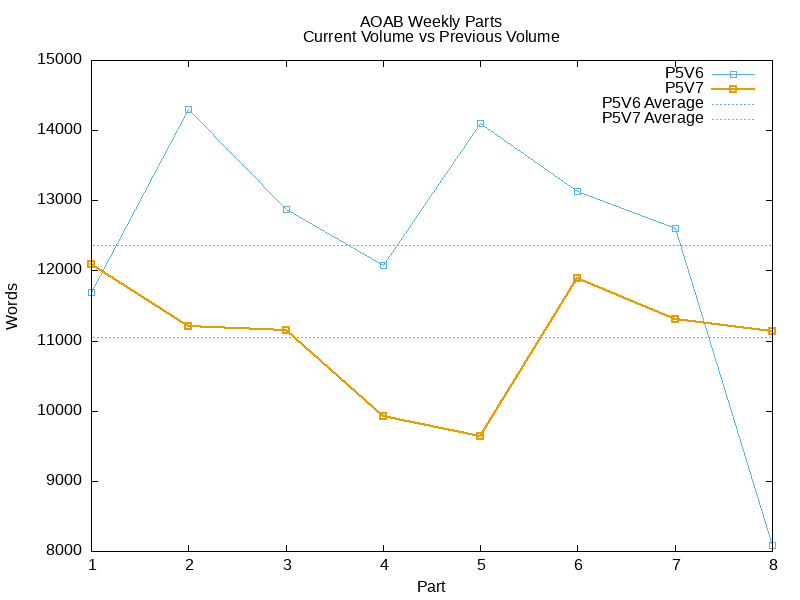 AOAB Weekly Parts
Current Volume vs Previous Volume
15000
14000
13000
12000
11000
10000
9000
8000
Words
P5V6
P5V7
P5V6 Average
P5V7 Average
1 2 3 4 5 6 7 8
Part